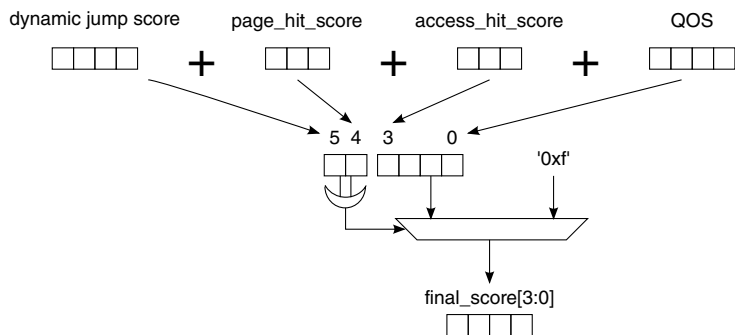 dynamic jump score page_hit_score access_hit_score QOS
+ + +
5 4 3 0
'0xf'
final_score[3:0]